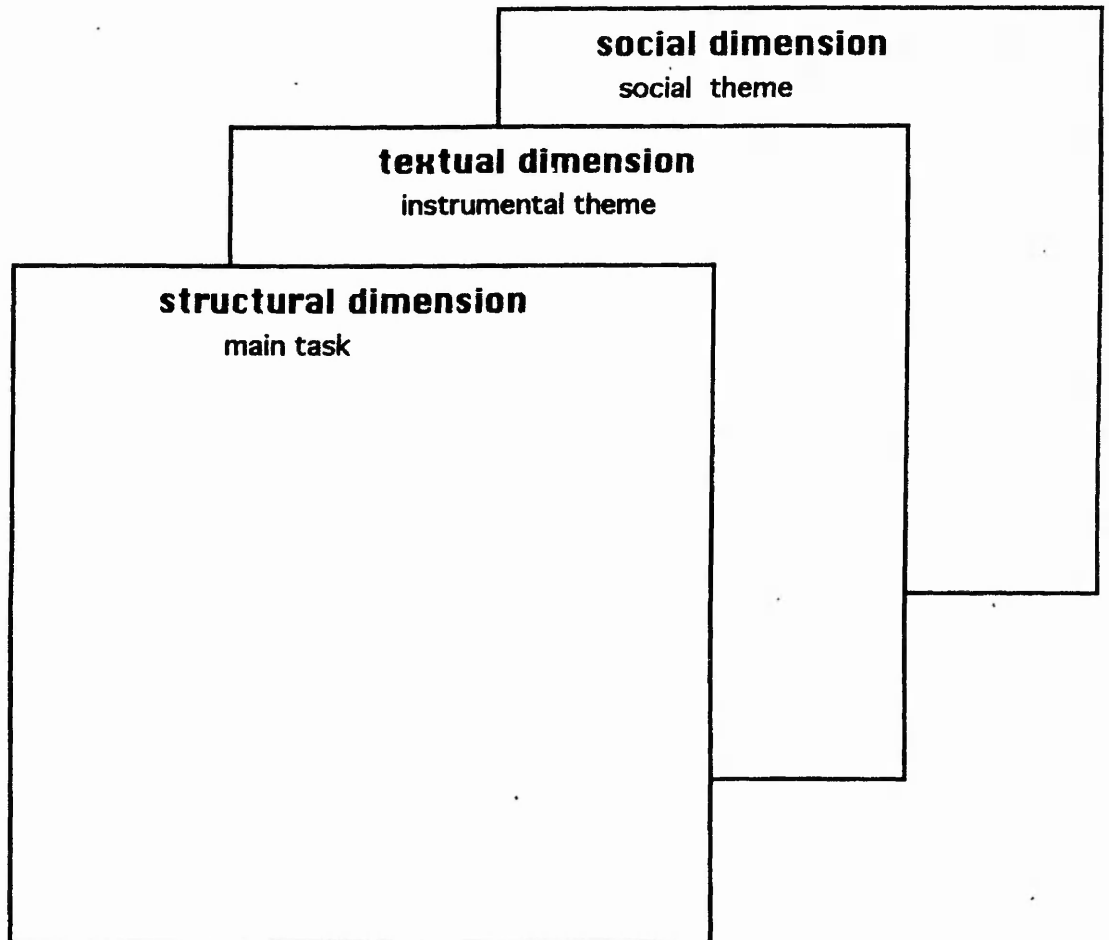 social dimension
social theme
textual dimension
instrumental theme
structural dimension
main task